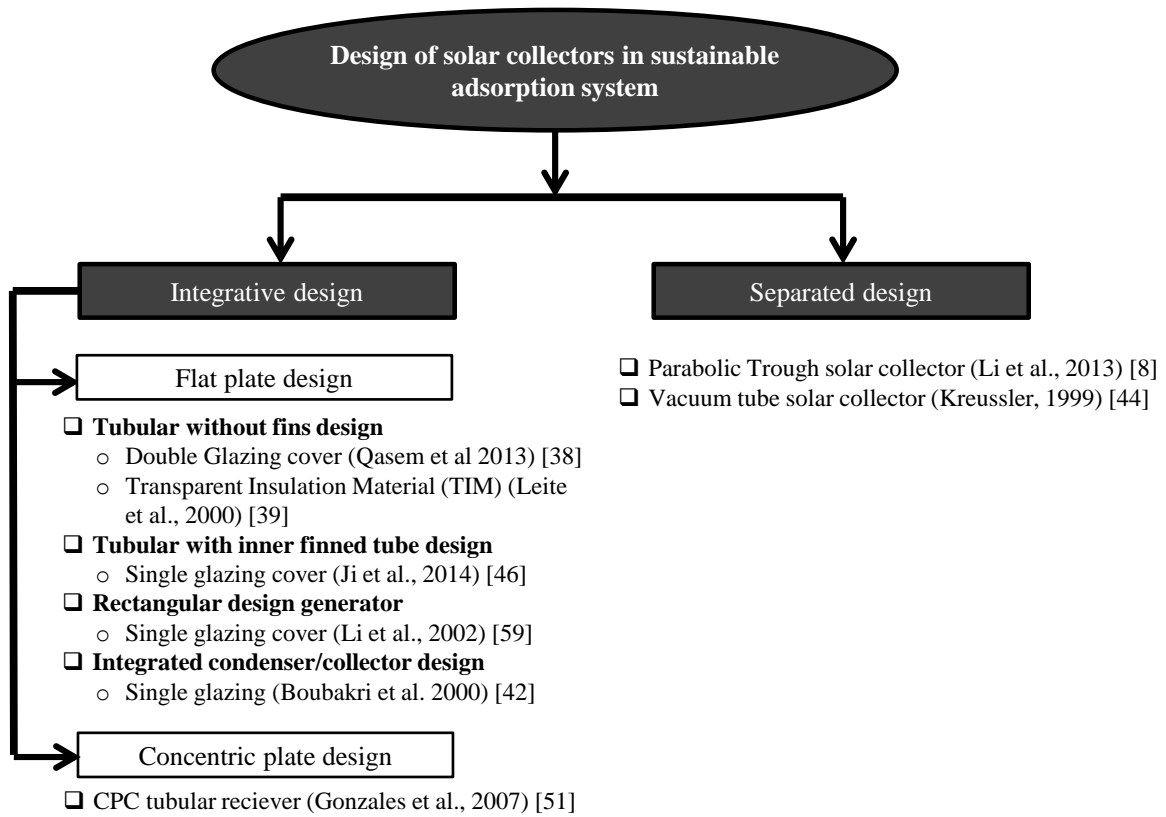 Design of solar collectors in sustainable
adsorption system
Integrative design
Separated design
Flat plate design
❑ Tubular without fins design
o Double Glazing cover (Qasem et al 2013) [38]
o Transparent Insulation Material (TIM) (Leite
et al., 2000) [39]
❑ Tubular with inner finned tube design
o Single glazing cover (Ji et al., 2014) [46]
❑ Rectangular design generator
o Single glazing cover (Li et al., 2002) [59]
❑ Integrated condenser/collector design
o Single glazing (Boubakri et al. 2000) [42]
Concentric plate design
❑ CPC tubular reciever (Gonzales et al., 2007) [51]
❑ Parabolic Trough solar collector (Li et al., 2013) [8]
❑ Vacuum tube solar collector (Kreussler, 1999) [44]